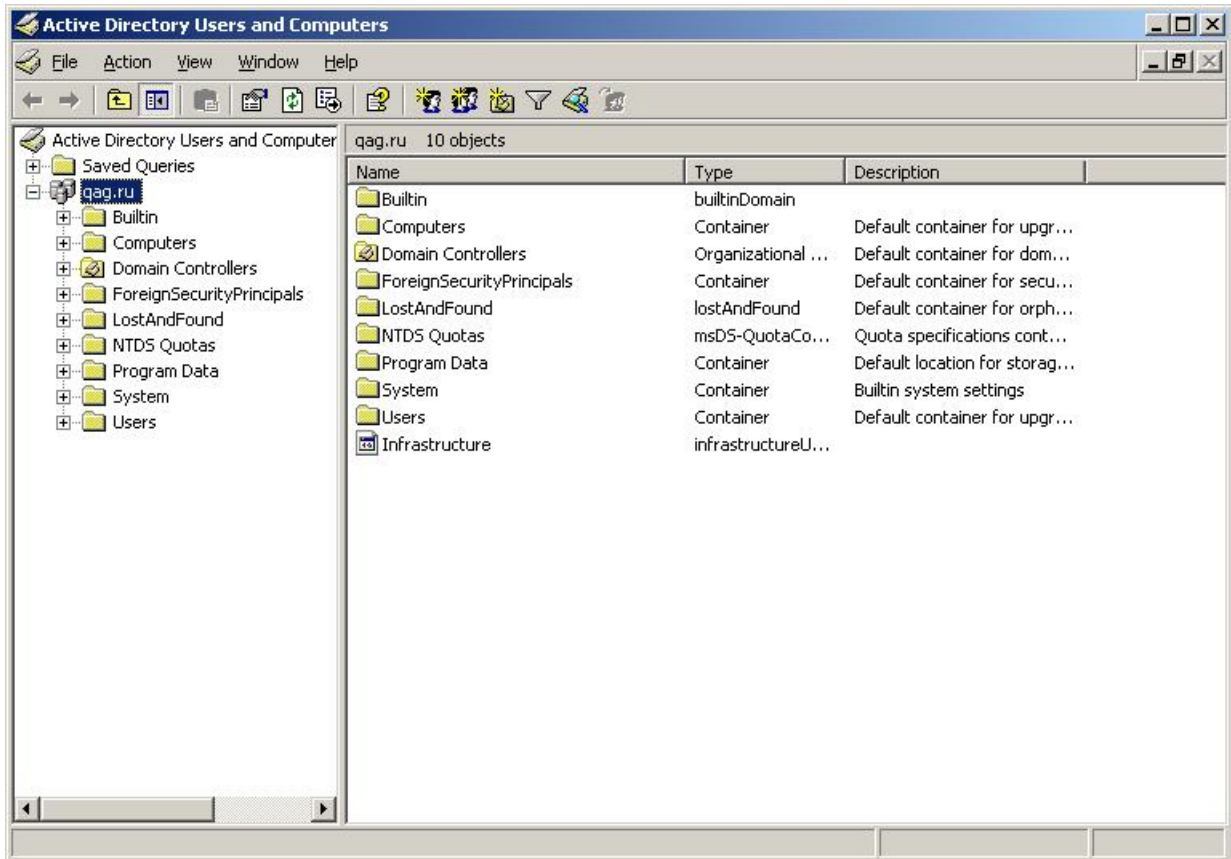 Active Directory Users and Computers
File Action View Window Help
Active Directory Users and Computer
Saved Queries
qag.ru
Builtin
Computers
Domain Controllers
ForeignSecurityPrincipals
LostAndFound
NTDS Quotas
Program Data
System
Users
qag.ru 10 objects
Name Type Description
Builtin builtinDomain
Computers Container Default container for upgr...
Domain Controllers Organizational ... Default container for dom...
ForeignSecurityPrincipals Container Default container for secu...
LostAndFound lostAndFound Default container for orph...
NTDS Quotas msDS-QuotaCo... Quota specifications cont...
Program Data Container Default location for storag...
System Container Builtin system settings
Users Container Default container for upgr...
Infrastructure infrastructureU...